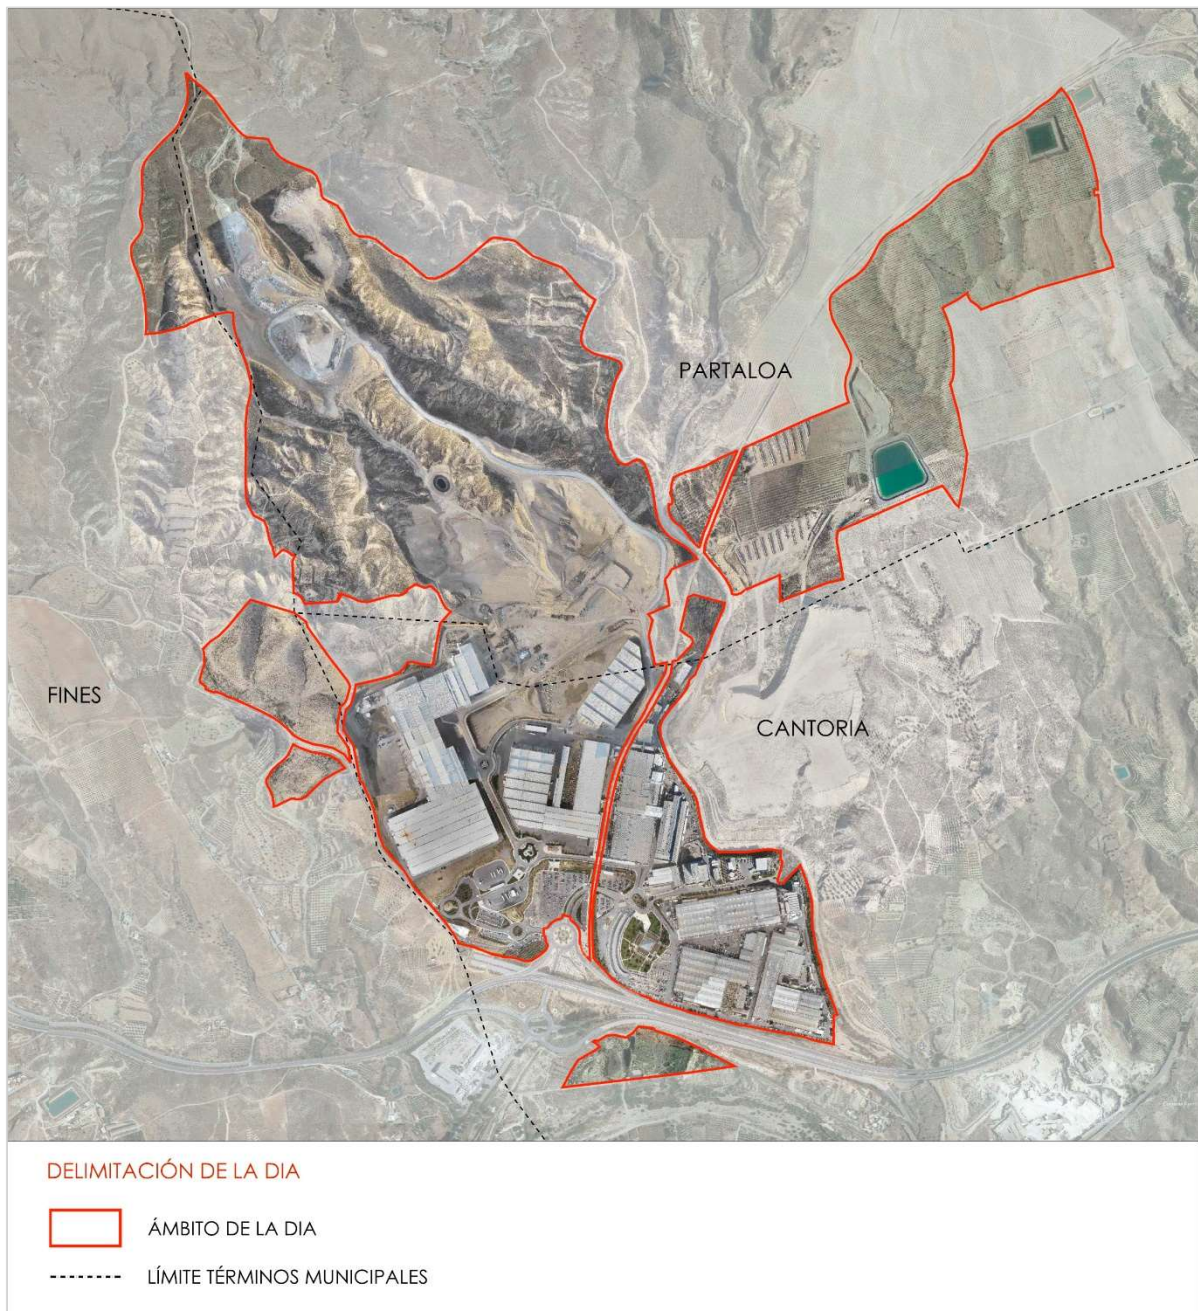 PARTALOA
FINES
CANTORIA
DELIMITACIÓN DE LA DIA
ÁMBITO DE LA DIA
LÍMITE TÉRMINOS MUNICIPALES